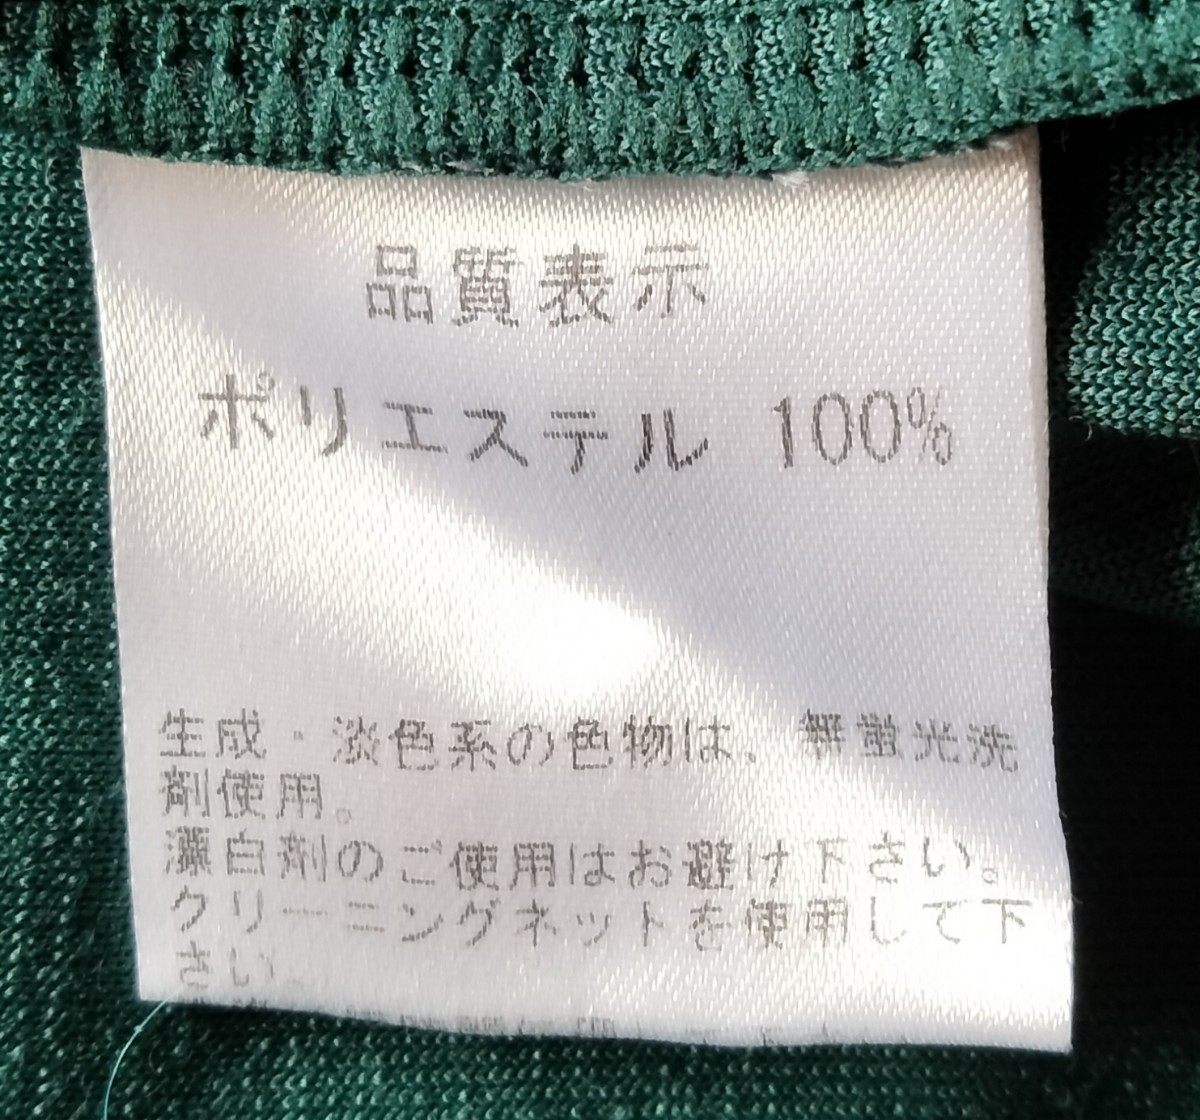 品質表示
ポリエステル 100%
生成・淡色系の色物は、無蛍光洗
剤使用。
漂白剤のご使用はお避け下さい。
クリーニングネットを使用して下
さい。